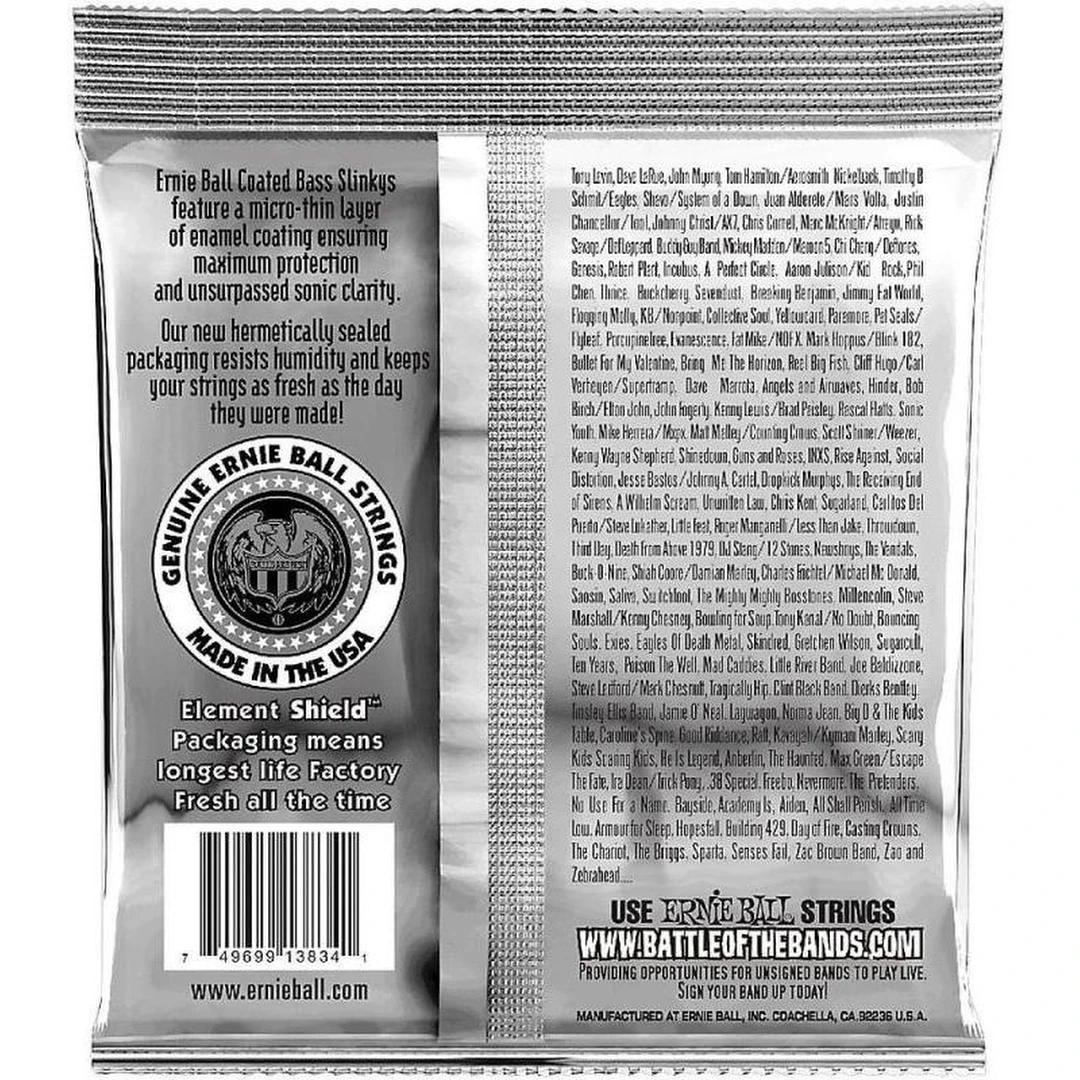 Ernie Ball Coated Bass Slinkys
feature a micro-thin layer
of enamel coating ensuring
maximum protection
and unsurpassed sonic clarity.
Our new hermetically sealed
packaging resists humidity and keeps
your strings as fresh as the day
they were made!
GENUINE ERNIE BALL STRINGS
MADE IN THE USA
Element Shield™
Packaging means
longest life Factory
Fresh all the time
7 49699 13834 1
www.ernieball.com
Tony Levin, Dave LaRue, John Myung, Tom Hamilton/Aerosmith Nickelback, Timothy B
Schmit/Eagles, Shavo/System of a Down, Juan Alderete/Mars Volta, Justin
Chancellor/Tool, Johnny Christ/AX7, Chris Cornell, Marc McKnight/Atreyu, Rick
Savage/DefLeppard, Buddy Guy Band, Mickey Madden/Maroon 5, Chi Cheng/Deftones,
Genesis, Robert Plant, Incubus, A Perfect Circle, Aaron Julison/Kid Rock, Phil
Chen, Thrice, Buckcherry, Sevendust, Breaking Benjamin, Jimmy Eat World,
Flogging Molly, KB/Nonpoint, Collective Soul, Yellowcard, Paramore, Pat Seals/
Flyleaf, Porcupine Tree, Evanescence, Fat Mike/NOFX, Mark Hoppus/Blink 182,
Bullet For My Valentine, Bring Me The Horizon, Reel Big Fish, Cliff Hugo/Carl
Verheyen/Supertramp, Dave Marrota, Angels and Airwaves, Hinder, Bob
Birch/Elton John, John Fogerty, Kenny Lewis/Brad Paisley, Rascal Flatts, Sonic
Youth, Mike Herrera/Mxpx, Matt Malley/Counting Crows, Scott Shriner/Weezer,
Kenny Wayne Shepherd, Shinedown, Guns and Roses, INXS, Rise Against, Social
Distortion, Jesse Bastos/Johnny A, Cartel, Dropkick Murphys, The Receiving End
of Sirens, A Wilhelm Scream, Unwritten Law, Chris Kent, Sugarland, Carlitos Del
Puerto/Steve Lukather, Little Feat, Roger Manganelli/Less Than Jake, Throwdown,
Third Day, Death from Above 1979, DJ Stang/12 Stones, Newsboys, The Vandals,
Buck-O-Nine, Shiah Coore/Damian Marley, Charles Frichtel/Michael Mc Donald,
Saosin, Saliva, Switchfoot, The Mighty Mighty Bosstones, Millencolin, Steve
Marshall/Kenny Chesney, Bowling for Soup, Tony Kanal/No Doubt, Bouncing
Souls, Exies, Eagles Of Death Metal, Skindred, Gretchen Wilson, Sugarcult,
Ten Years, Poison The Well, Mad Caddies, Little River Band, Joe Baldizzone,
Steve Ledford/Mark Chesnutt, Tragically Hip, Clint Black Band, Dierks Bentley,
Tinsley Ellis Band, Jamie O' Neal, Lagwagon, Norma Jean, Big D & The Kids
Table, Caroline's Spine, Good Riddance, Ratt, Kavayah/Kymani Marley, Scary
Kids Scaring Kids, He Is Legend, Anberlin, The Haunted, Max Green/Escape
The Fate, Ira Dean/Trick Pony, .38 Special, Freebo, Nevermore, The Pretenders,
No Use For a Name, Bayside, Academy Is, Aiden, All Shall Perish, All Time
Low, Armour for Sleep, Hopesfall, Building 429, Day of Fire, Casting Crowns,
The Chariot, The Briggs, Sparta, Senses Fail, Zac Brown Band, Zao and
Zebrahead....
USE ERNIE BALL STRINGS
WWW.BATTLEOFTHEBANDS.COM
PROVIDING OPPORTUNITIES FOR UNSIGNED BANDS TO PLAY LIVE.
SIGN YOUR BAND UP TODAY!
MANUFACTURED AT ERNIE BALL, INC. COACHELLA, CA.92236 U.S.A.